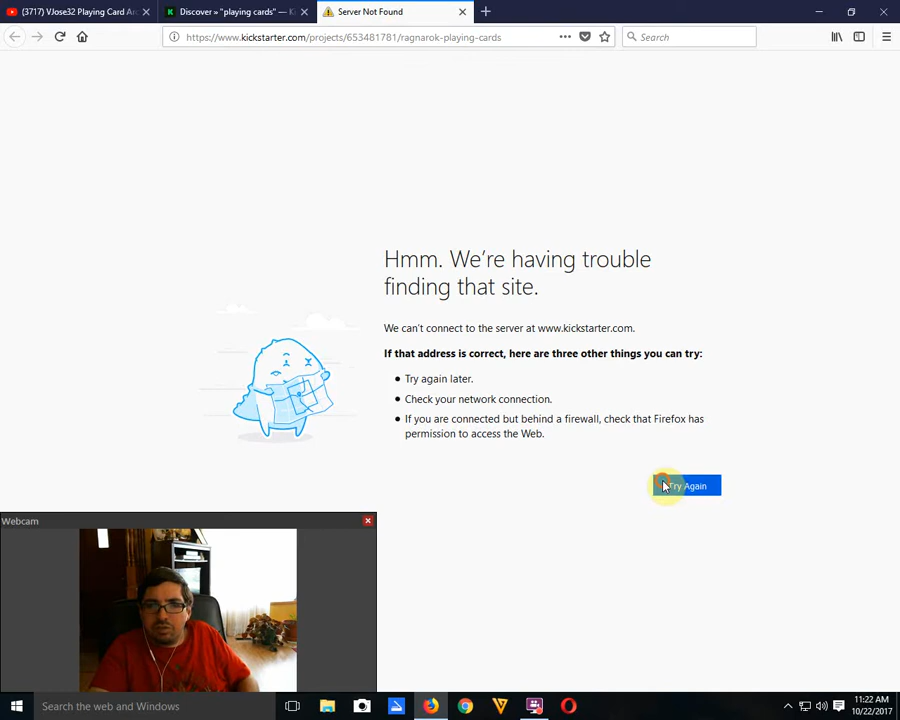 (3717) VJose32 Playing Card Arc
Discover » "playing cards" — Ki
Server Not Found
https://www.kickstarter.com/projects/653481781/ragnarok-playing-cards
Search
Hmm. We're having trouble
finding that site.
We can't connect to the server at www.kickstarter.com.
If that address is correct, here are three other things you can try:
Try again later.
Check your network connection.
If you are connected but behind a firewall, check that Firefox has
permission to access the Web.
Try Again
Webcam
Search the web and Windows
11:22 AM
10/22/2017